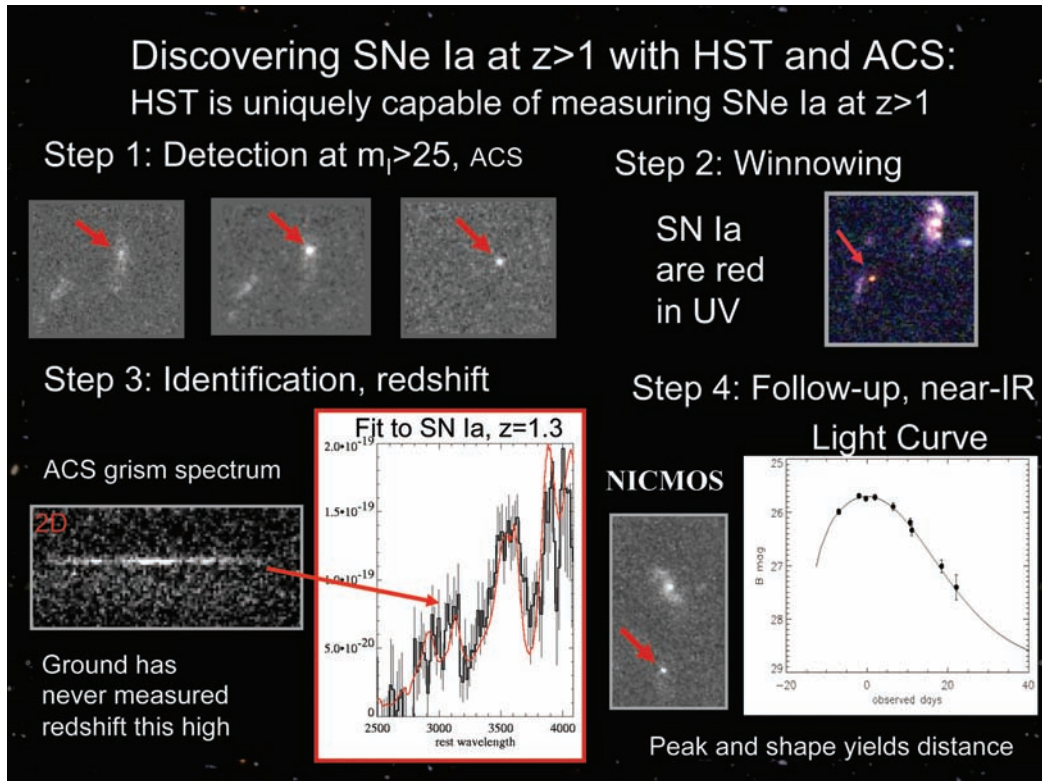 Discovering SNe Ia at z>1 with HST and ACS:
HST is uniquely capable of measuring SNe Ia at z>1
Step 1: Detection at mI>25, ACS
Step 2: Winnowing
SN Ia
are red
in UV
Step 3: Identification, redshift
ACS grism spectrum
2D
Ground has
never measured
redshift this high
Fit to SN Ia, z=1.3
2.0•10-19
1.5•10-19
1.0•10-19
5.0•10-20
0
2500 3000 3500 4000
rest wavelength
Step 4: Follow-up, near-IR
Light Curve
NICMOS
25
26
27
28
29
B mag
-20 0 20 40
observed days
Peak and shape yields distance